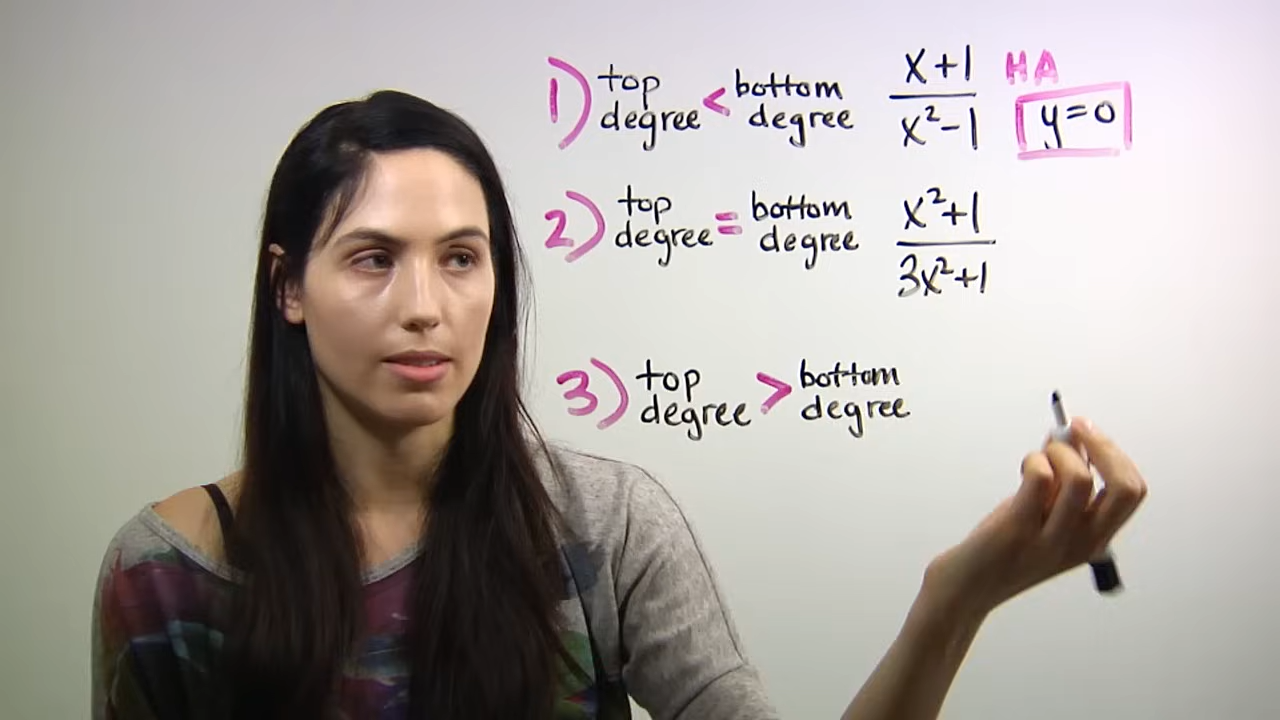 1) top degree < bottom degree x+1 / x²-1 HA y=0
2) top degree = bottom degree x²+1 / 3x²+1
3) top degree > bottom degree